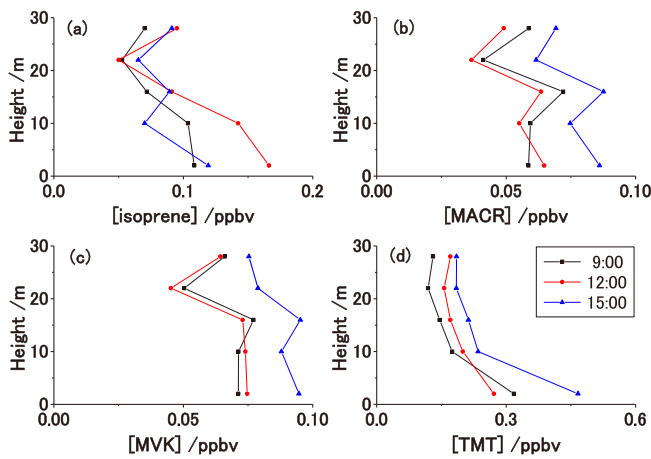 (a)
Height /m
30
20
10
0
0.0
0.1
0.2
[isoprene] /ppbv
(b)
Height /m
30
20
10
0
0.00
0.05
0.10
[MACR] /ppbv
(c)
Height /m
30
20
10
0
0.00
0.05
0.10
[MVK] /ppbv
(d)
9:00
12:00
15:00
Height /m
30
20
10
0
0.0
0.3
0.6
[TMT] /ppbv